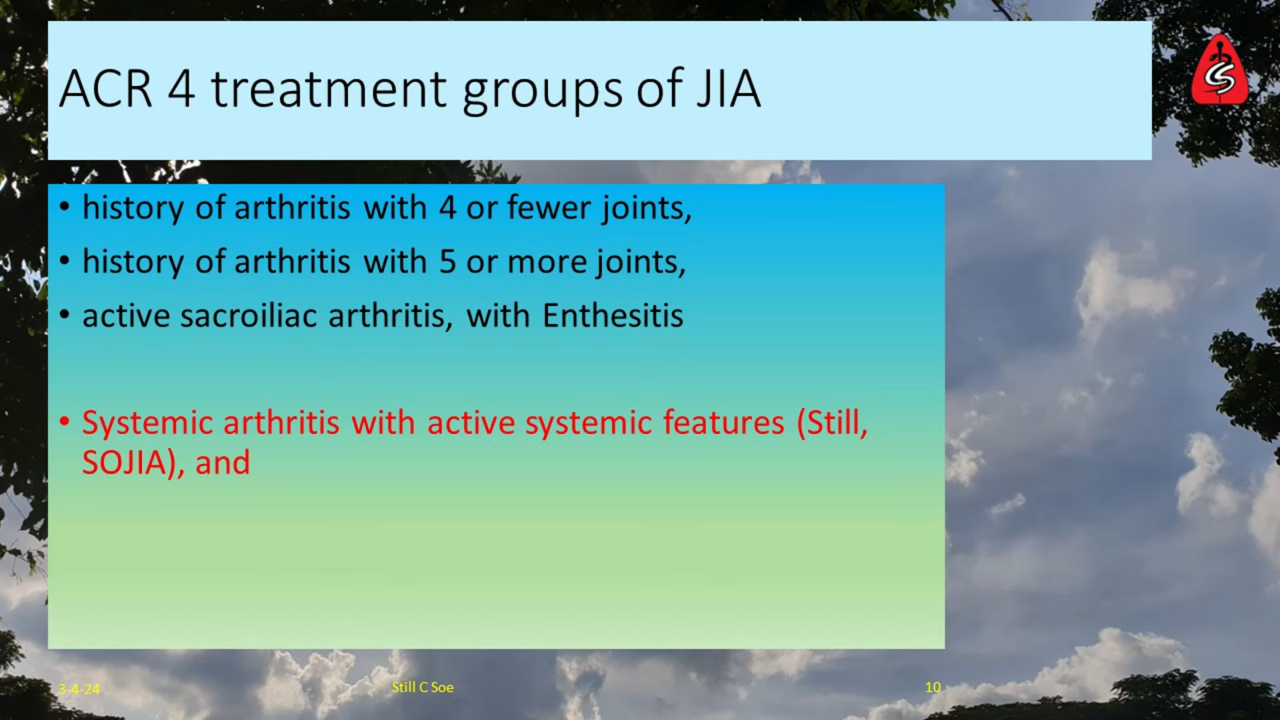 ACR 4 treatment groups of JIA
• history of arthritis with 4 or fewer joints,
• history of arthritis with 5 or more joints,
• active sacroiliac arthritis, with Enthesitis
• Systemic arthritis with active systemic features (Still,
SOJIA), and
3-4-24
Still C Soe
10